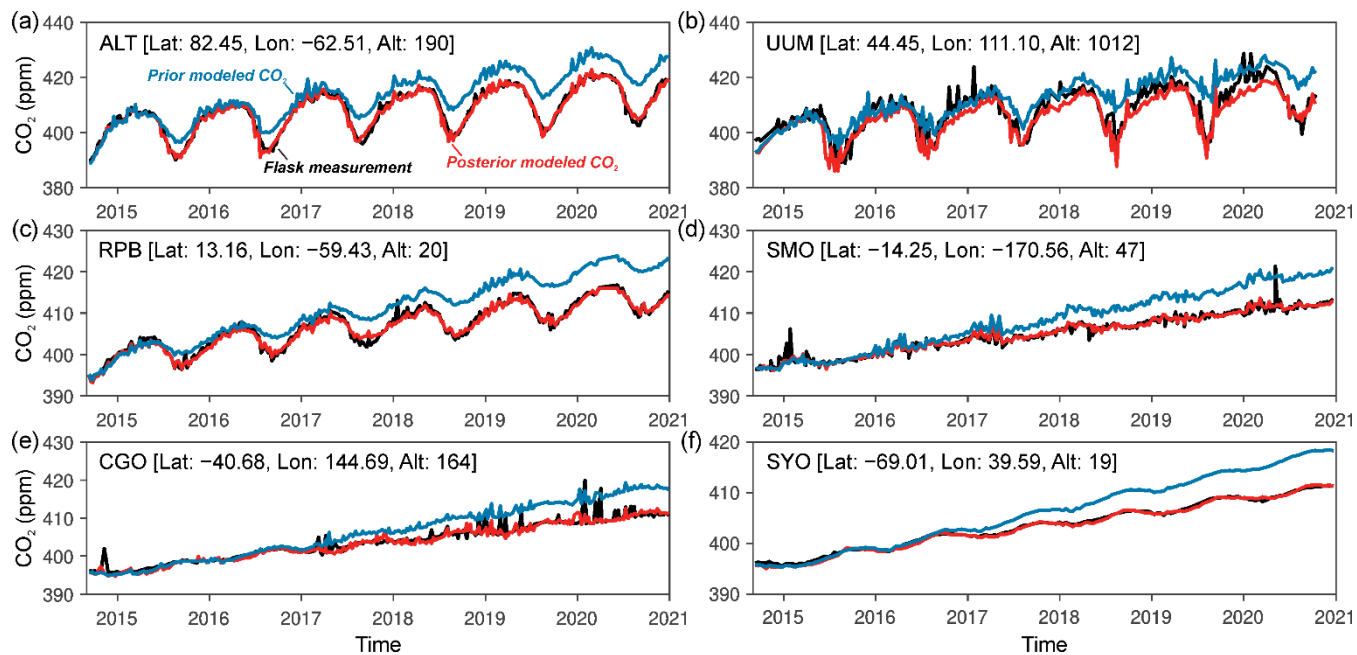 (a)
ALT [Lat: 82.45, Lon: −62.51, Alt: 190]
Prior modeled CO₂
Flask measurement
Posterior modeled CO₂
CO₂ (ppm)
440
420
400
380
2015 2016 2017 2018 2019 2020 2021
(b)
UUM [Lat: 44.45, Lon: 111.10, Alt: 1012]
440
420
400
380
2015 2016 2017 2018 2019 2020 2021
(c)
RPB [Lat: 13.16, Lon: −59.43, Alt: 20]
CO₂ (ppm)
430
420
410
400
390
2015 2016 2017 2018 2019 2020 2021
(d)
SMO [Lat: −14.25, Lon: −170.56, Alt: 47]
430
420
410
400
390
2015 2016 2017 2018 2019 2020 2021
(e)
CGO [Lat: −40.68, Lon: 144.69, Alt: 164]
CO₂ (ppm)
430
420
410
400
390
2015 2016 2017 2018 2019 2020 2021
Time
(f)
SYO [Lat: −69.01, Lon: 39.59, Alt: 19]
420
410
400
390
2015 2016 2017 2018 2019 2020 2021
Time